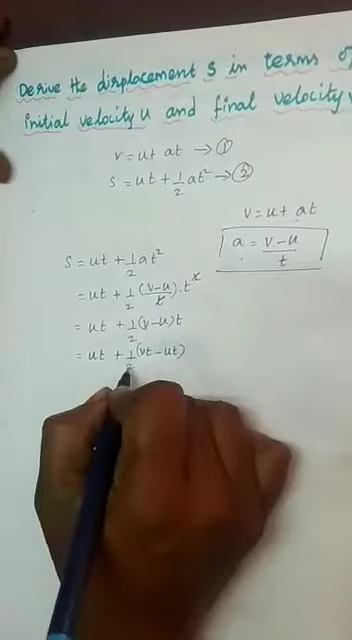 Derive the displacement s in terms of
initial velocity u and final velocity v
v = u + at → ①
s = ut + 1/2 at² → ②
v = u + at
a = (v-u)/t
s = ut + 1/2 at²
= ut + 1/2 (v-u)/t . t²
= ut + 1/2 (v-u)t
= ut + 1/2 (vt-ut)